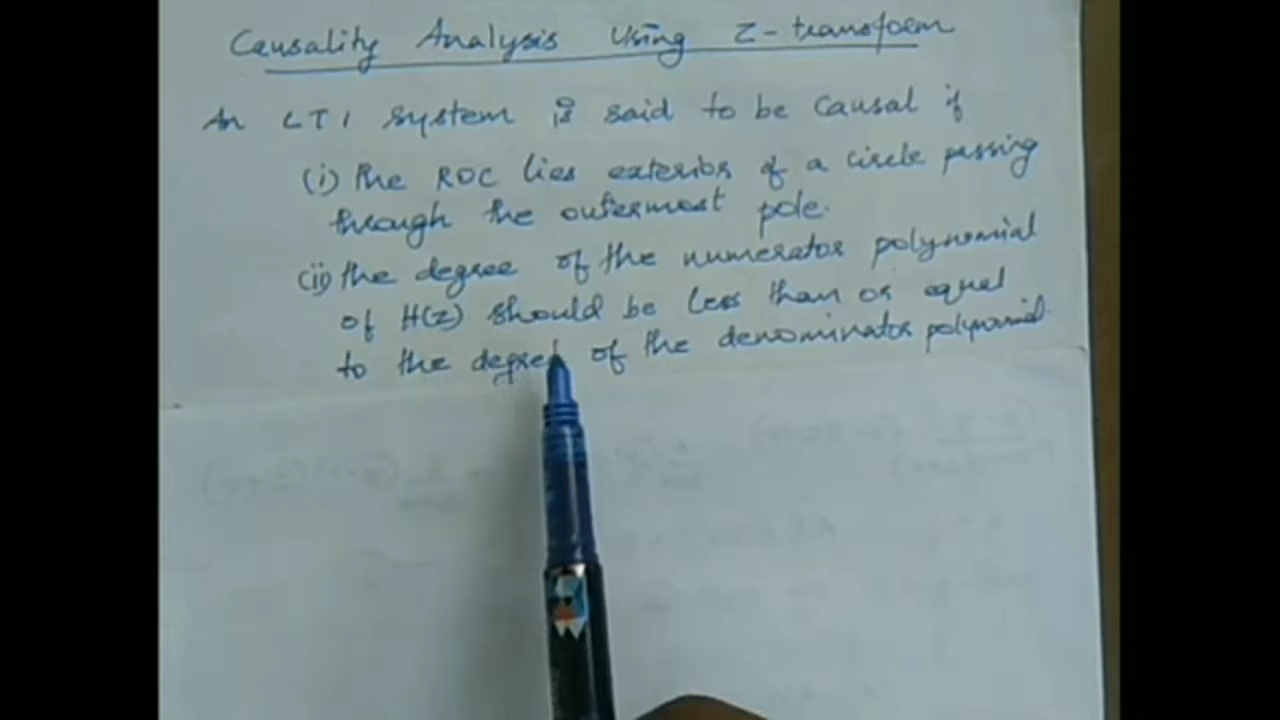 Causality Analysis Using Z-transform
An LTI system is said to be causal if
(i) The ROC lies exterior of a circle passing
through the outermost pole.
(ii) The degree of the numerator polynomial
of H(z) should be less than or equal
to the degree of the denominator polynomial.